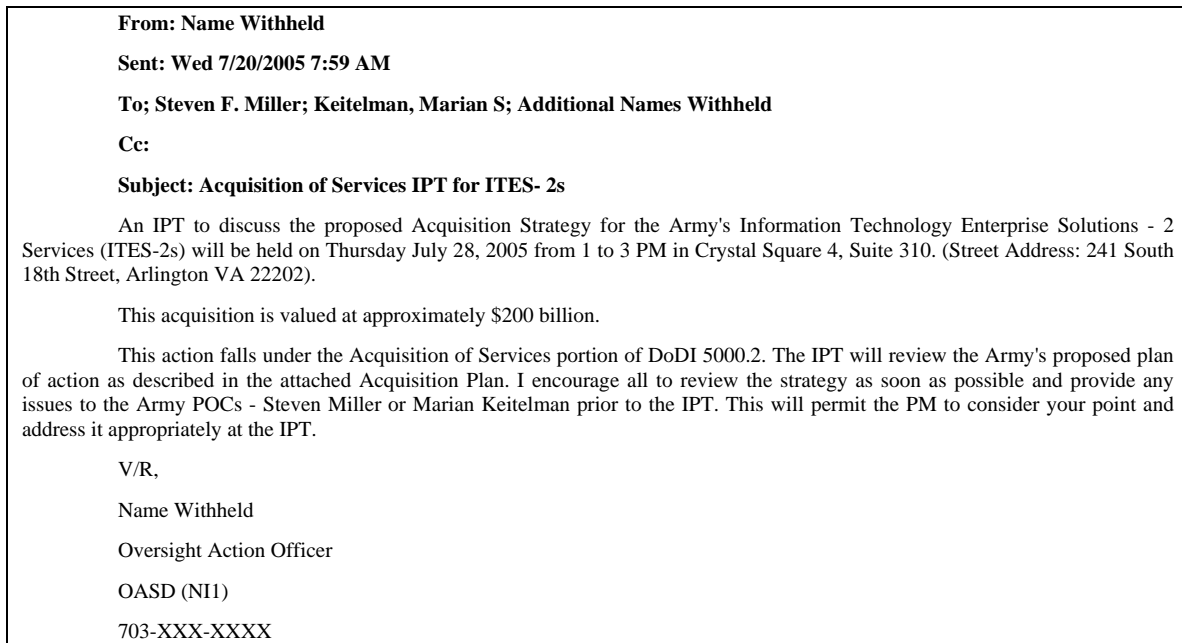 From: Name Withheld
Sent: Wed 7/20/2005 7:59 AM
To; Steven F. Miller; Keitelman, Marian S; Additional Names Withheld
Cc:
Subject: Acquisition of Services IPT for ITES- 2s
An IPT to discuss the proposed Acquisition Strategy for the Army's Information Technology Enterprise Solutions - 2
Services (ITES-2s) will be held on Thursday July 28, 2005 from 1 to 3 PM in Crystal Square 4, Suite 310. (Street Address: 241 South
18th Street, Arlington VA 22202).
This acquisition is valued at approximately $200 billion.
This action falls under the Acquisition of Services portion of DoDI 5000.2. The IPT will review the Army's proposed plan
of action as described in the attached Acquisition Plan. I encourage all to review the strategy as soon as possible and provide any
issues to the Army POCs - Steven Miller or Marian Keitelman prior to the IPT. This will permit the PM to consider your point and
address it appropriately at the IPT.
V/R,
Name Withheld
Oversight Action Officer
OASD (NI1)
703-XXX-XXXX